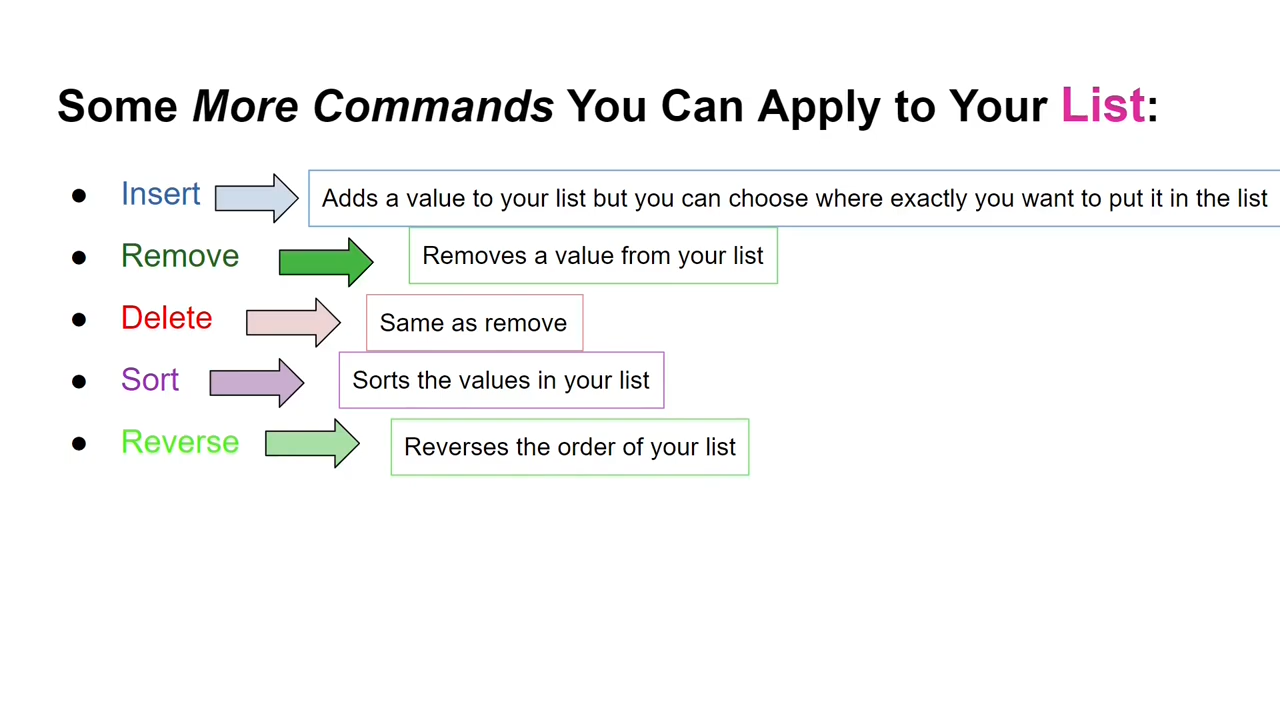 Some More Commands You Can Apply to Your List:
● Insert Adds a value to your list but you can choose where exactly you want to put it in the list
● Remove Removes a value from your list
● Delete Same as remove
● Sort Sorts the values in your list
● Reverse Reverses the order of your list